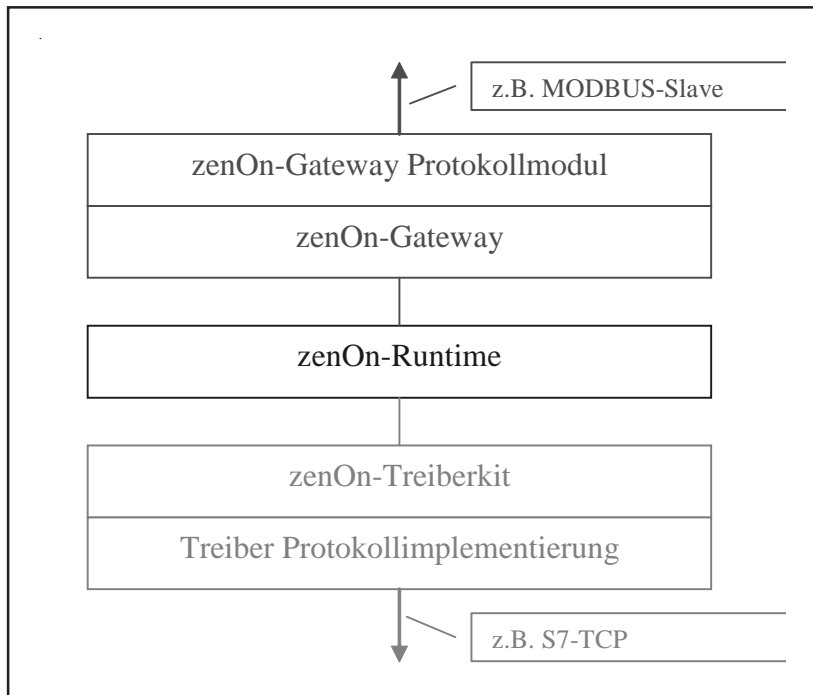 z.B. MODBUS-Slave
zenOn-Gateway Protokollmodul
zenOn-Gateway
zenOn-Runtime
zenOn-Treiberkit
Treiber Protokollimplementierung
z.B. S7-TCP